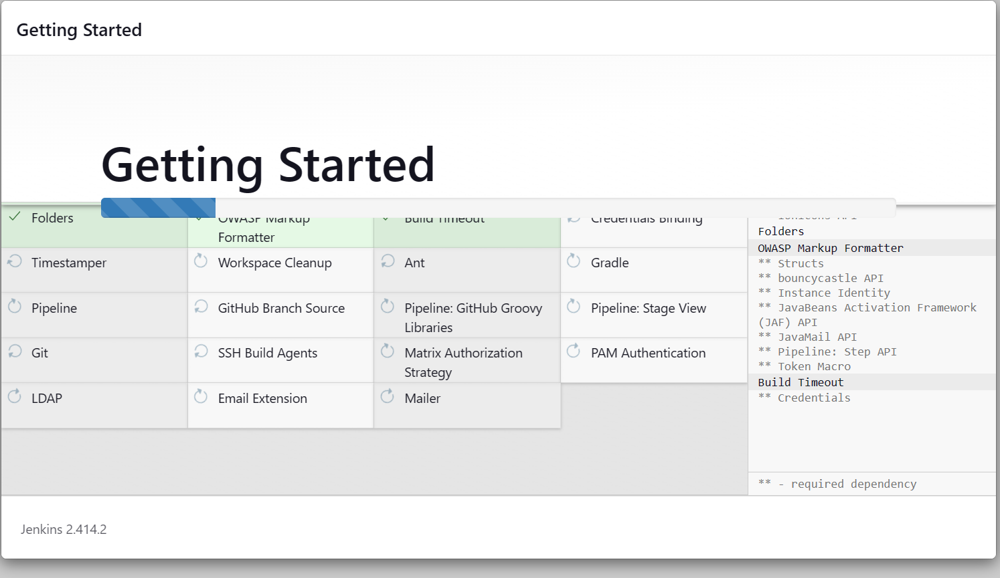 Getting Started
Getting Started
Folders
OWASP Markup
Formatter
Build Timeout
Credentials Binding
Timestamper
Workspace Cleanup
Ant
Gradle
Pipeline
GitHub Branch Source
Pipeline: GitHub Groovy
Libraries
Pipeline: Stage View
Git
SSH Build Agents
Matrix Authorization
Strategy
PAM Authentication
LDAP
Email Extension
Mailer
Folders
OWASP Markup Formatter
** Structs
** bouncycastle API
** Instance Identity
** JavaBeans Activation Framework
(JAF) API
** JavaMail API
** Pipeline: Step API
** Token Macro
Build Timeout
** Credentials
** - required dependency
Jenkins 2.414.2